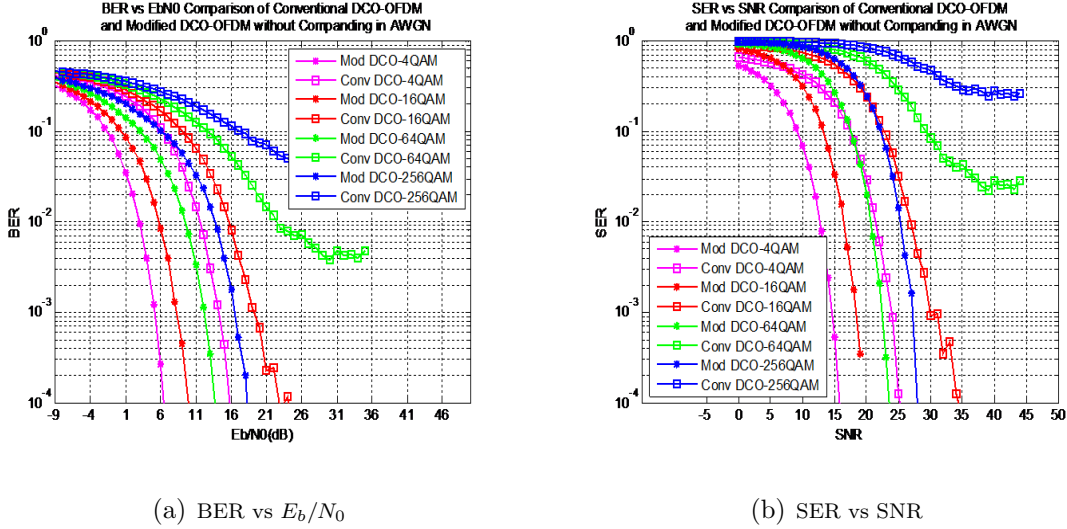 BER vs EbN0 Comparison of Conventional DCO-OFDM
and Modified DCO-OFDM without Companding in AWGN
10^0
10^-1
10^-2
10^-3
10^-4
BER
Mod DCO-4QAM
Conv DCO-4QAM
Mod DCO-16QAM
Conv DCO-16QAM
Mod DCO-64QAM
Conv DCO-64QAM
Mod DCO-256QAM
Conv DCO-256QAM
-9 -4 1 6 11 16 21 26 31 36 41 46
Eb/N0(dB)
SER vs SNR Comparison of Conventional DCO-OFDM
and Modified DCO-OFDM without Companding in AWGN
10^0
10^-1
10^-2
10^-3
10^-4
SER
Mod DCO-4QAM
Conv DCO-4QAM
Mod DCO-16QAM
Conv DCO-16QAM
Mod DCO-64QAM
Conv DCO-64QAM
Mod DCO-256QAM
Conv DCO-256QAM
-5 0 5 10 15 20 25 30 35 40 45 50
SNR
(a) BER vs E_b/N_0
(b) SER vs SNR